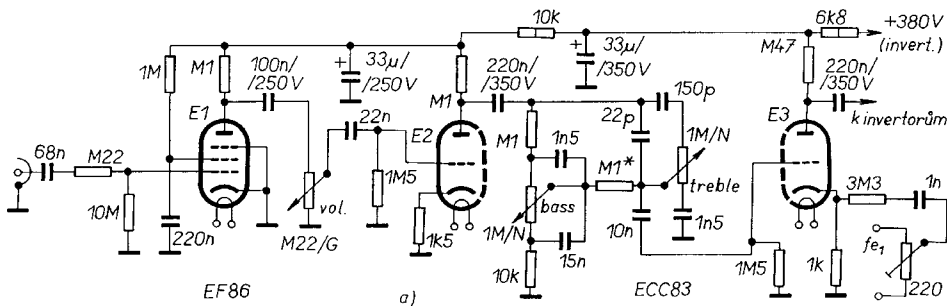 10k
6k8
+380V
(invert.)
1M
M1
100n/
/250V
33µ/
/250V
M1
220n/
/350V
33µ/
/350V
150p
M47
220n/
/350V
k invertorům
E1
22n
E2
M1
1n5
22p
1M/N
treble
E3
68n
M22
10M
220n
vol.
M22/G
1M5
1k5
M1*
bass
1M/N
15n
10k
10n
1n5
3M3
1n
1M5
1k
fe1
220
EF86
a)
ECC83